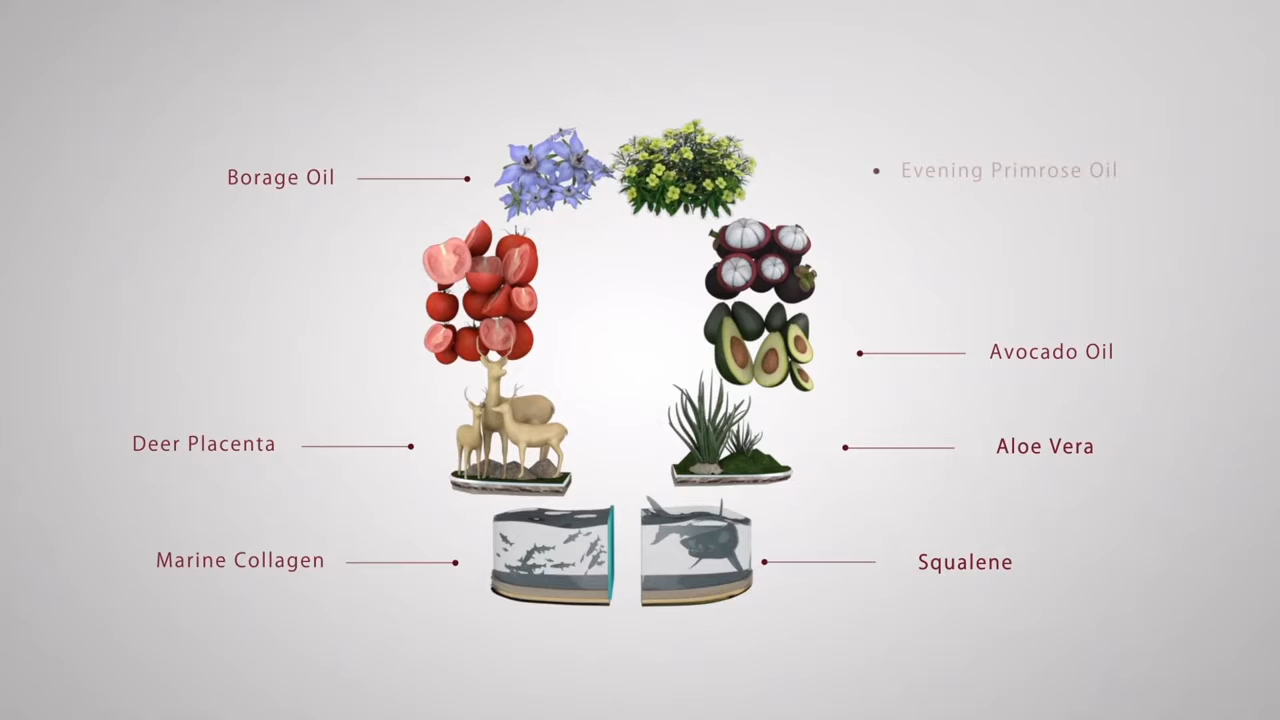 Borage Oil
Evening Primrose Oil
Avocado Oil
Deer Placenta
Aloe Vera
Marine Collagen
Squalene